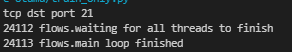 tcp dst port 21
24112 flows.waiting for all threads to finish
24113 flows.main loop finished